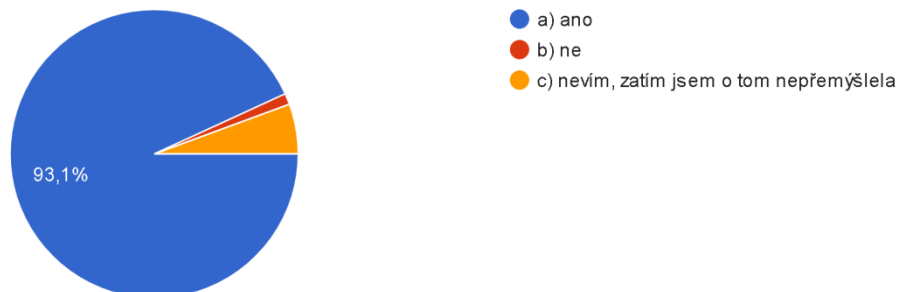 a) ano
b) ne
c) nevím, zatím jsem o tom nepřemýšlela
93,1%